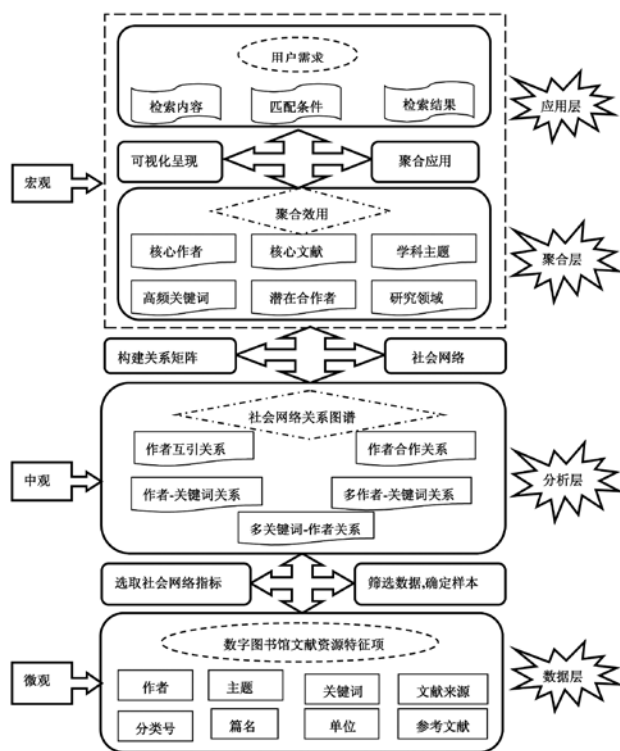 用户需求
检索内容
匹配条件
检索结果
应用层
可视化呈现
聚合应用
宏观
聚合效用
核心作者
核心文献
学科主题
聚合层
高频关键词
潜在合作者
研究领域
构建关系矩阵
社会网络
社会网络关系图谱
作者互引关系
作者合作关系
中观
作者-关键词关系
多作者-关键词关系
分析层
多关键词-作者关系
选取社会网络指标
筛选数据,确定样本
数字图书馆文献资源特征项
微观
作者
主题
关键词
文献来源
数据层
分类号
篇名
单位
参考文献